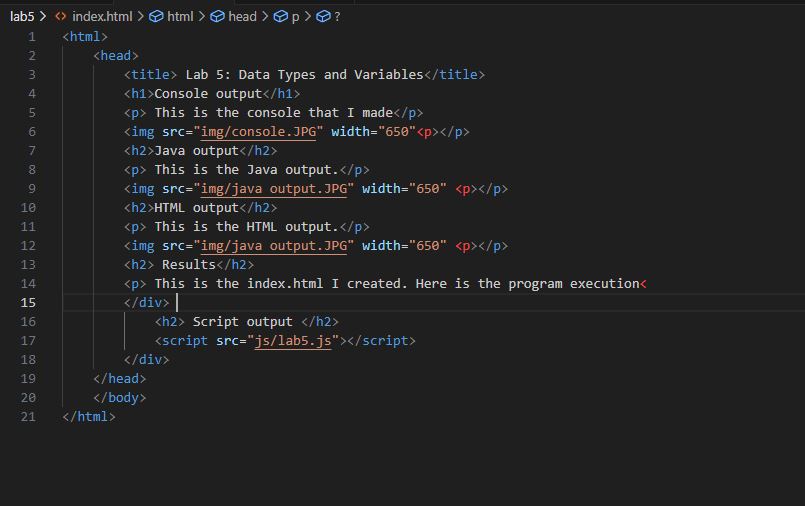 lab5 > <> index.html > html > head > p > ?
1 <html>
2 <head>
3 <title> Lab 5: Data Types and Variables</title>
4 <h1>Console output</h1>
5 <p> This is the console that I made</p>
6 <img src="img/console.JPG" width="650"<p></p>
7 <h2>Java output</h2>
8 <p> This is the Java output.</p>
9 <img src="img/java output.JPG" width="650" <p></p>
10 <h2>HTML output</h2>
11 <p> This is the HTML output.</p>
12 <img src="img/java output.JPG" width="650" <p></p>
13 <h2> Results</h2>
14 <p> This is the index.html I created. Here is the program execution<
15 </div>
16 <h2> Script output </h2>
17 <script src="js/lab5.js"></script>
18 </div>
19 </head>
20 </body>
21 </html>